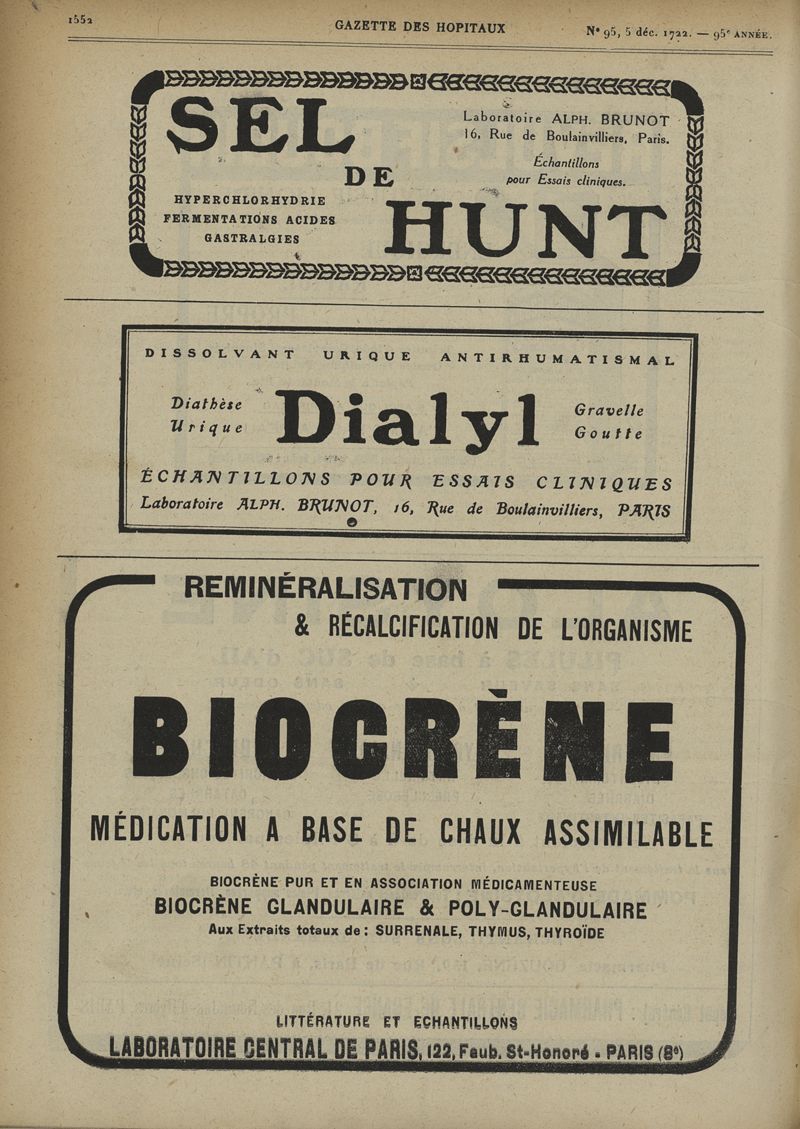 1552
GAZETTE DES HOPITAUX
N° 95, 5 déc. 1722. — 95e ANNÉE.
SEL
DE
HUNT
Laboratoire ALPH. BRUNOT
16, Rue de Boulainvilliers, Paris.
Échantillons
pour Essais cliniques.
HYPERCHLORHYDRIE
FERMENTATIONS ACIDES
GASTRALGIES
DISSOLVANT URIQUE ANTIRHUMATISMAL
Diathèse
Urique
Dialyl
Gravelle
Goutte
ÉCHANTILLONS POUR ESSAIS CLINIQUES
Laboratoire ALPH. BRUNOT, 16, Rue de Boulainvilliers, PARIS
REMINÉRALISATION
& RÉCALCIFICATION DE L'ORGANISME
BIOCRÈNE
MÉDICATION A BASE DE CHAUX ASSIMILABLE
BIOCRÈNE PUR ET EN ASSOCIATION MÉDICAMENTEUSE
BIOCRÈNE GLANDULAIRE & POLY-GLANDULAIRE
Aux Extraits totaux de : SURRENALE, THYMUS, THYROÏDE
LITTÉRATURE ET ECHANTILLONS
LABORATOIRE CENTRAL DE PARIS, 122, Faub. St-Honoré - PARIS (8e)